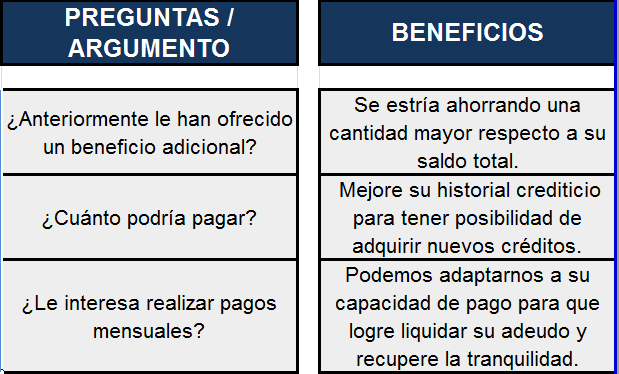 PREGUNTAS /
ARGUMENTO
BENEFICIOS
¿Anteriormente le han ofrecido
un beneficio adicional?
Se estría ahorrando una
cantidad mayor respecto a su
saldo total.
¿Cuánto podría pagar?
Mejore su historial crediticio
para tener posibilidad de
adquirir nuevos créditos.
¿Le interesa realizar pagos
mensuales?
Podemos adaptarnos a su
capacidad de pago para que
logre liquidar su adeudo y
recupere la tranquilidad.